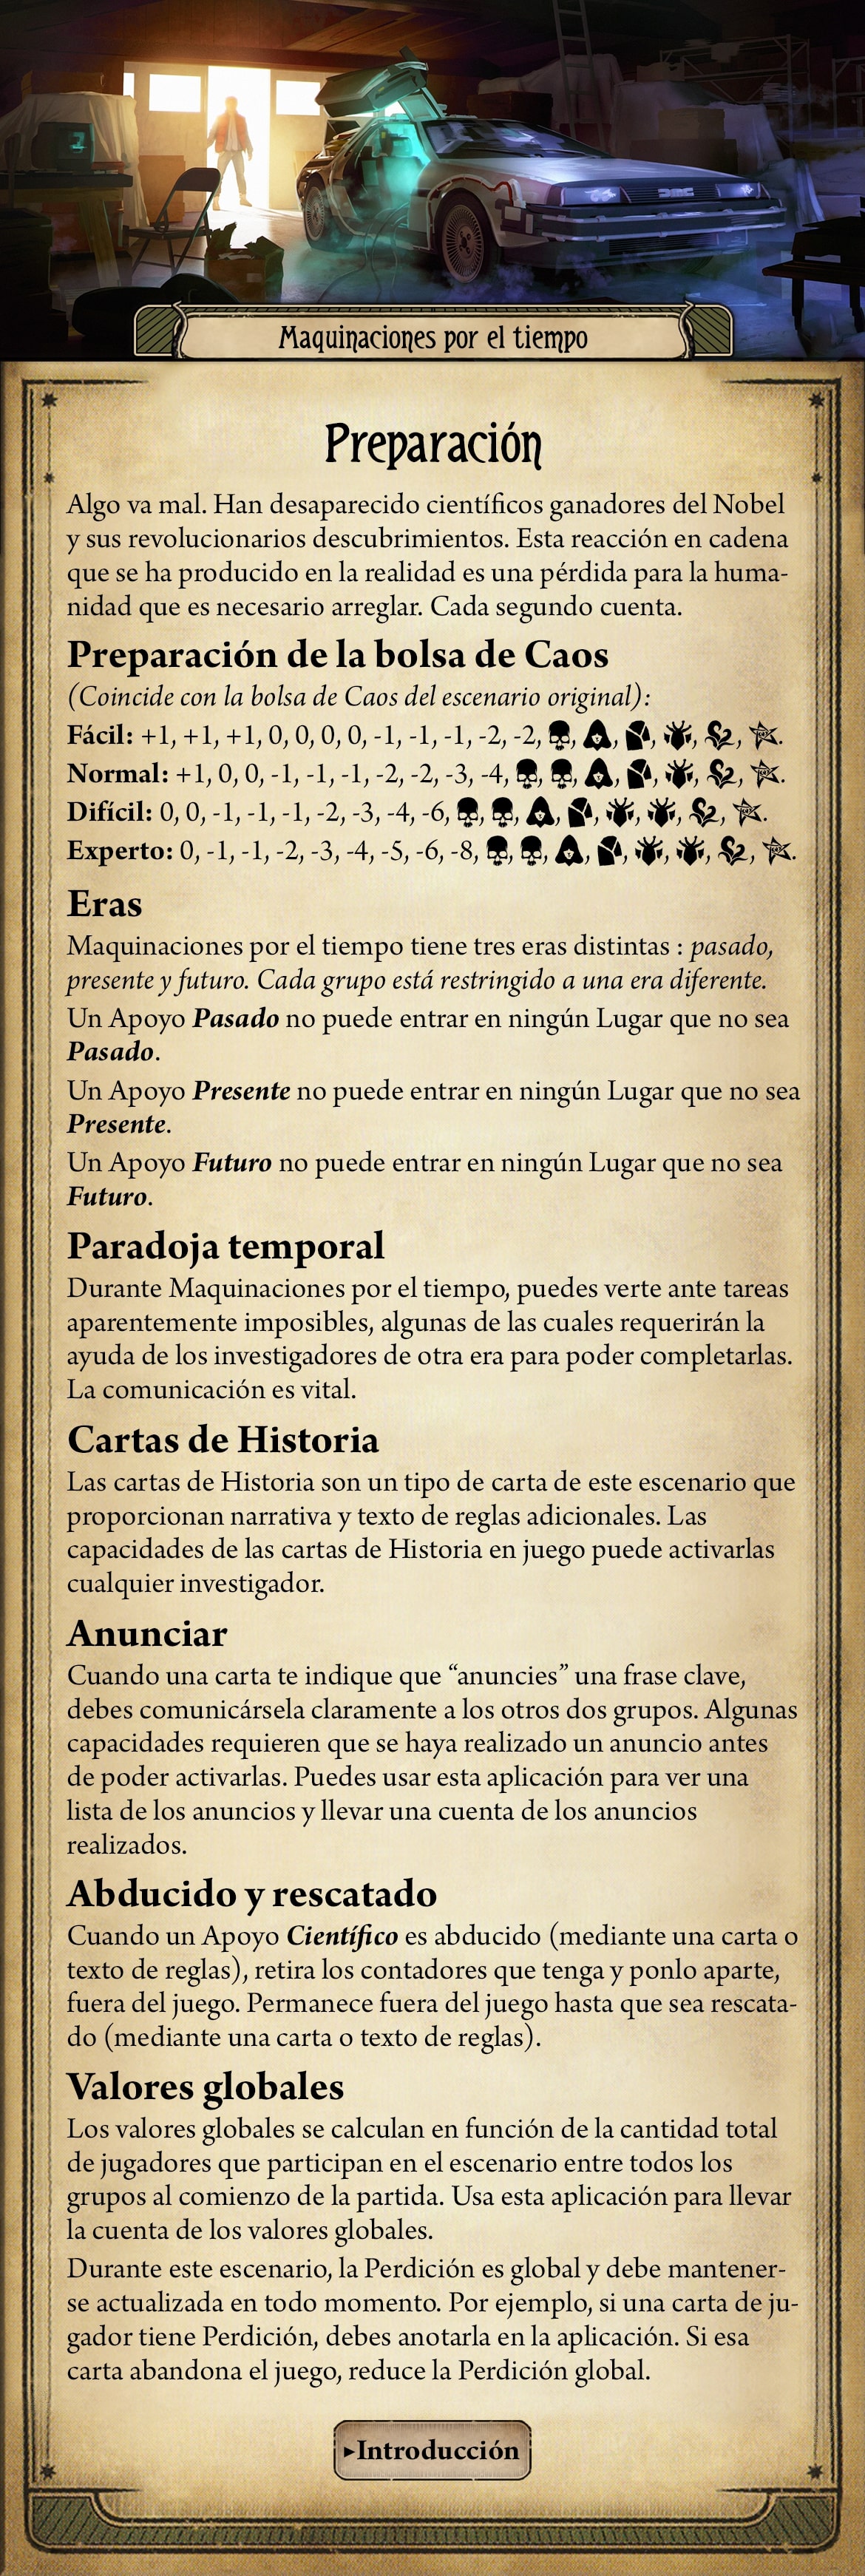 Maquinaciones por el tiempo
Preparación
Algo va mal. Han desaparecido científicos ganadores del Nobel
y sus revolucionarios descubrimientos. Esta reacción en cadena
que se ha producido en la realidad es una pérdida para la huma-
nidad que es necesario arreglar. Cada segundo cuenta.
Preparación de la bolsa de Caos
(Coincide con la bolsa de Caos del escenario original):
Fácil: +1, +1, +1, 0, 0, 0, 0, -1, -1, -1, -2, -2, , , , , , .
Normal: +1, 0, 0, -1, -1, -1, -2, -2, -3, -4, , , , , , , .
Difícil: 0, 0, -1, -1, -1, -2, -3, -4, -6, , , , , , , , .
Experto: 0, -1, -1, -2, -3, -4, -5, -6, -8, , , , , , , , .
Eras
Maquinaciones por el tiempo tiene tres eras distintas : pasado,
presente y futuro. Cada grupo está restringido a una era diferente.
Un Apoyo Pasado no puede entrar en ningún Lugar que no sea
Pasado.
Un Apoyo Presente no puede entrar en ningún Lugar que no sea
Presente.
Un Apoyo Futuro no puede entrar en ningún Lugar que no sea
Futuro.
Paradoja temporal
Durante Maquinaciones por el tiempo, puedes verte ante tareas
aparentemente imposibles, algunas de las cuales requerirán la
ayuda de los investigadores de otra era para poder completarlas.
La comunicación es vital.
Cartas de Historia
Las cartas de Historia son un tipo de carta de este escenario que
proporcionan narrativa y texto de reglas adicionales. Las
capacidades de las cartas de Historia en juego puede activarlas
cualquier investigador.
Anunciar
Cuando una carta te indique que “anuncies” una frase clave,
debes comunicársela claramente a los otros dos grupos. Algunas
capacidades requieren que se haya realizado un anuncio antes
de poder activarlas. Puedes usar esta aplicación para ver una
lista de los anuncios y llevar una cuenta de los anuncios
realizados.
Abducido y rescatado
Cuando un Apoyo Científico es abducido (mediante una carta o
texto de reglas), retira los contadores que tenga y ponlo aparte,
fuera del juego. Permanece fuera del juego hasta que sea rescata-
do (mediante una carta o texto de reglas).
Valores globales
Los valores globales se calculan en función de la cantidad total
de jugadores que participan en el escenario entre todos los
grupos al comienzo de la partida. Usa esta aplicación para llevar
la cuenta de los valores globales.
Durante este escenario, la Perdición es global y debe mantener-
se actualizada en todo momento. Por ejemplo, si una carta de ju-
gador tiene Perdición, debes anotarla en la aplicación. Si esa
carta abandona el juego, reduce la Perdición global.
▸Introducción